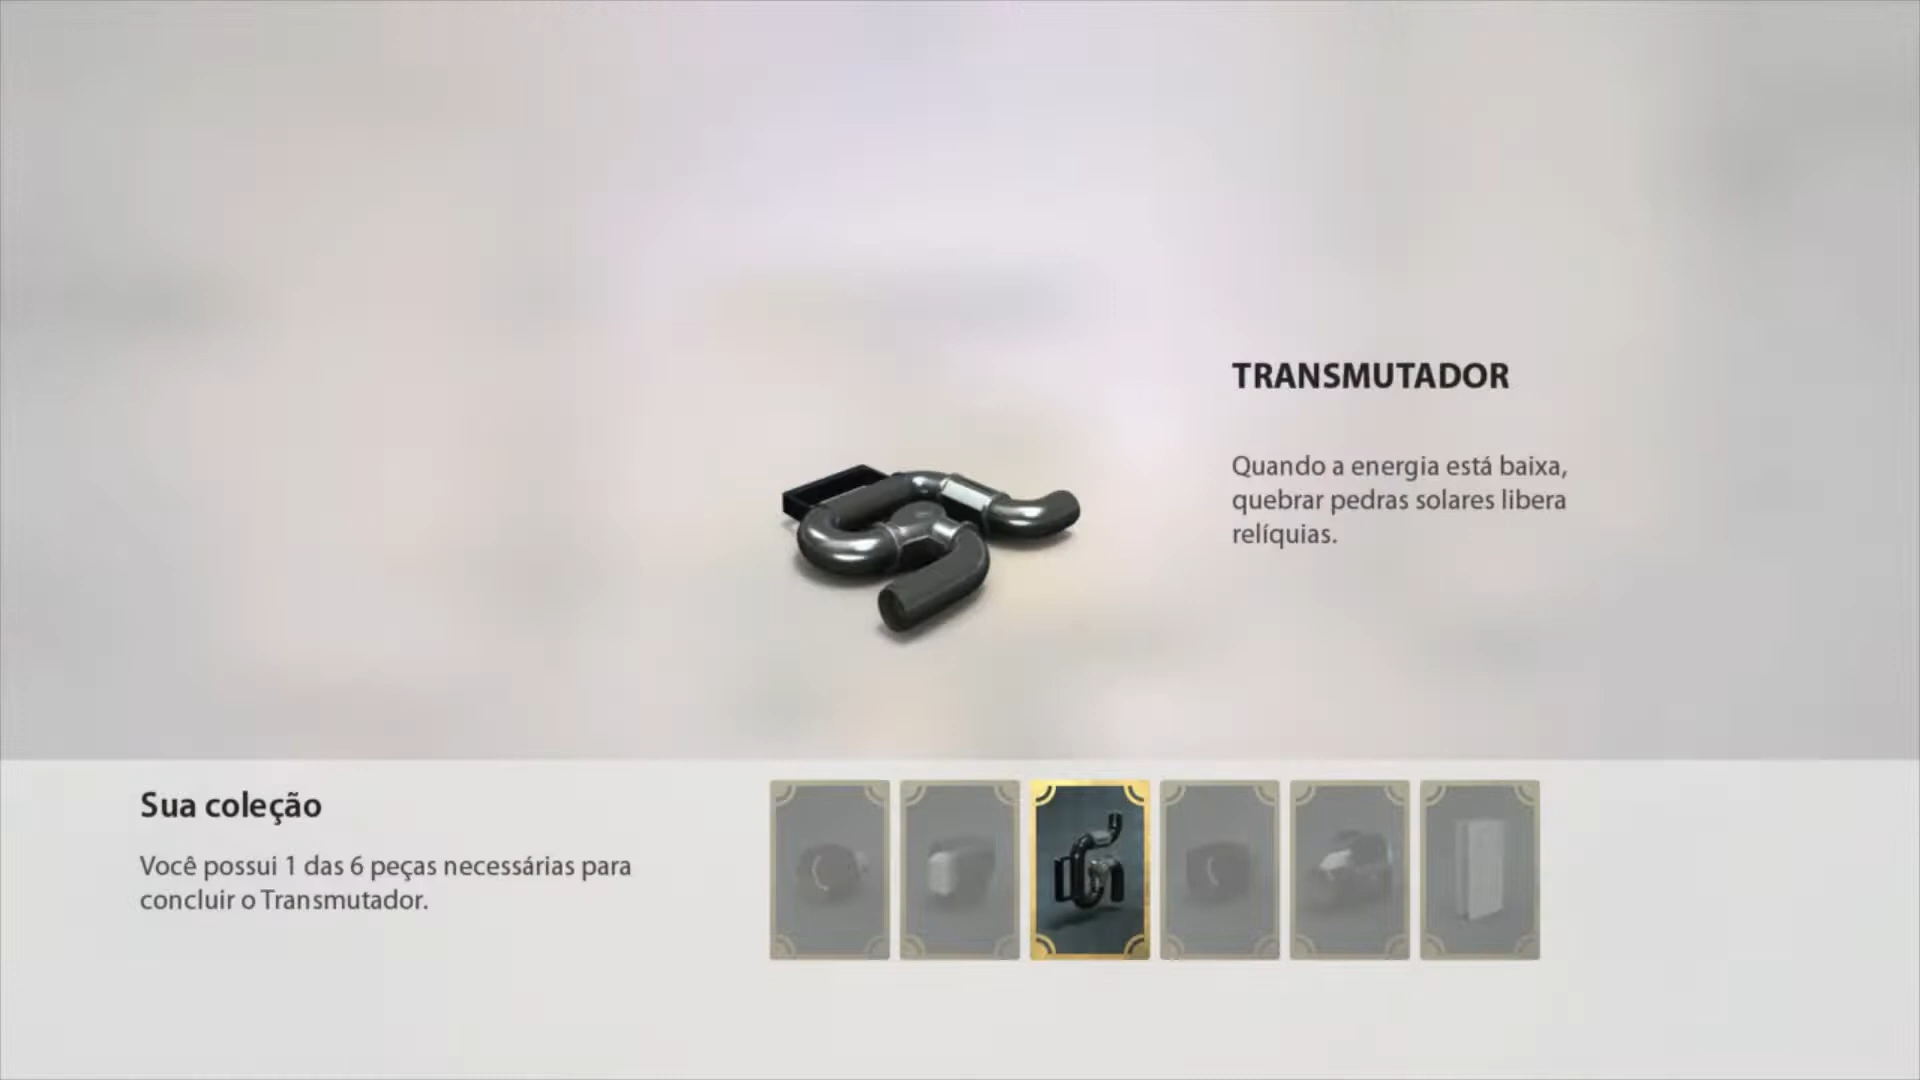 TRANSMUTADOR
Quando a energia está baixa,
quebrar pedras solares libera
relíquias.
Sua coleção
Você possui 1 das 6 peças necessárias para
concluir o Transmutador.